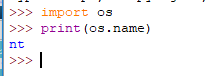 >>> import os
>>> print(os.name)
nt
>>>